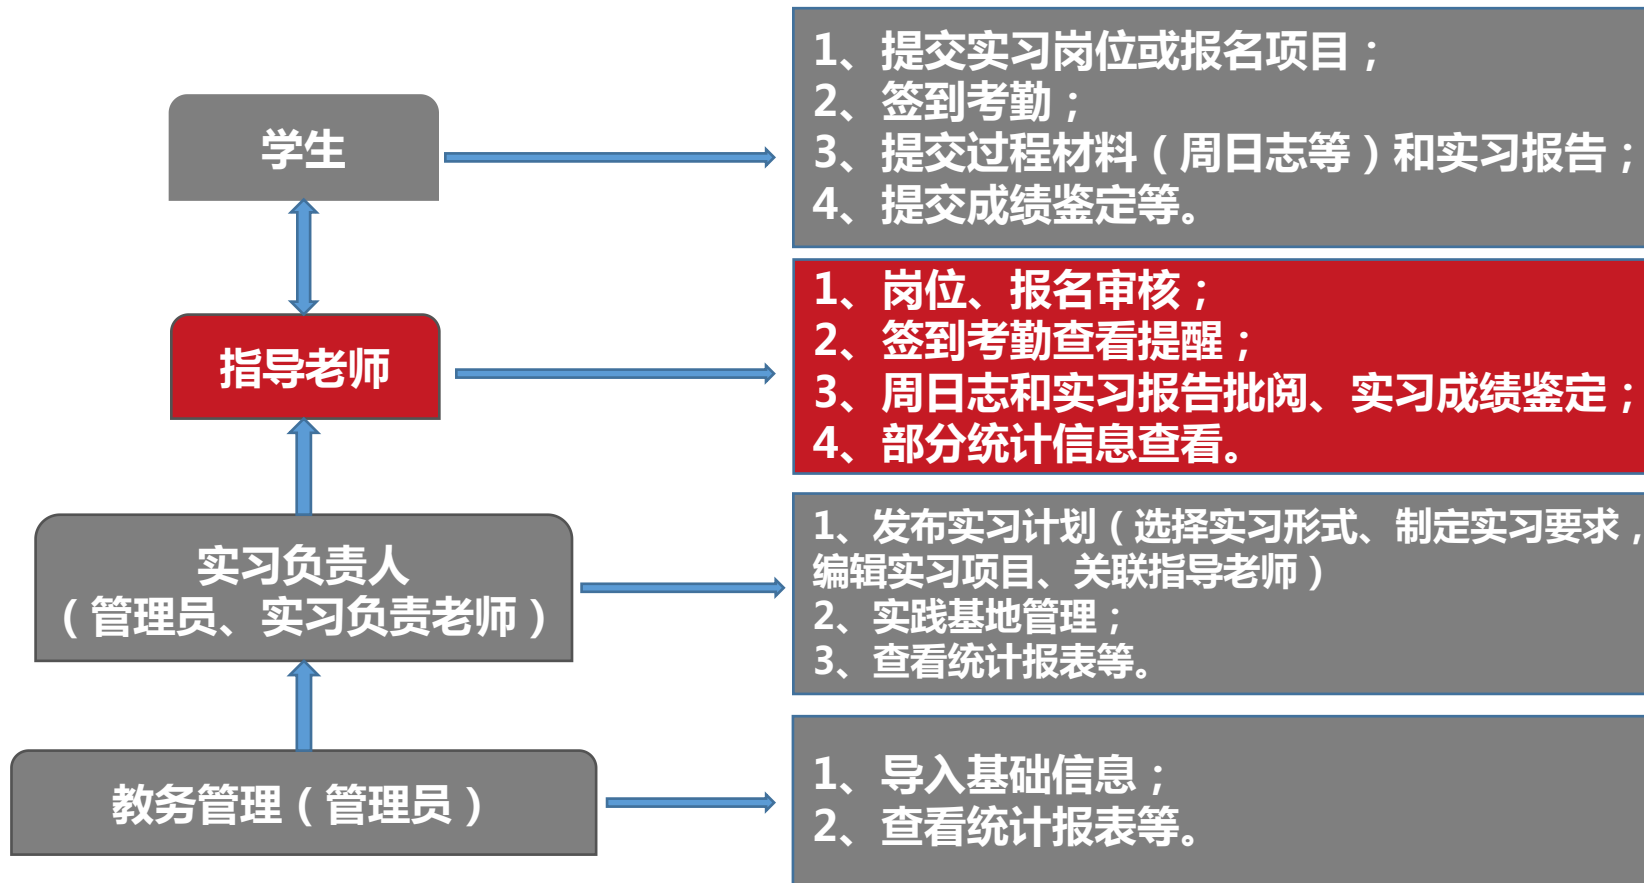 学生
1、提交实习岗位或报名项目；
2、签到考勤；
3、提交过程材料（周日志等）和实习报告；
4、提交成绩鉴定等。
指导老师
1、岗位、报名审核；
2、签到考勤查看提醒；
3、周日志和实习报告批阅、实习成绩鉴定；
4、部分统计信息查看。
实习负责人
（管理员、实习负责老师）
1、发布实习计划（选择实习形式、制定实习要求，
编辑实习项目、关联指导老师）
2、实践基地管理；
3、查看统计报表等。
教务管理（管理员）
1、导入基础信息；
2、查看统计报表等。